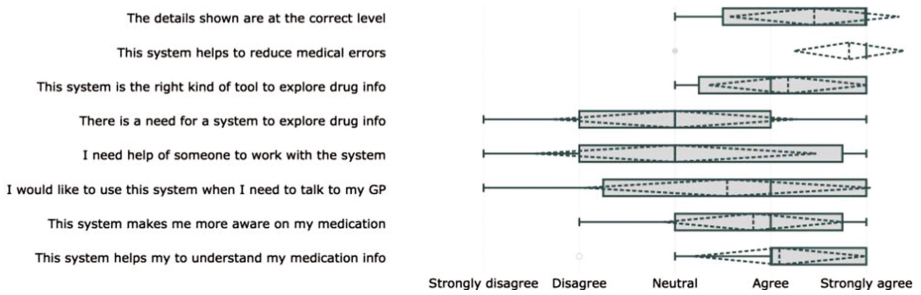 The details shown are at the correct level
This system helps to reduce medical errors
This system is the right kind of tool to explore drug info
There is a need for a system to explore drug info
I need help of someone to work with the system
I would like to use this system when I need to talk to my GP
This system makes me more aware on my medication
This system helps my to understand my medication info
Strongly disagree Disagree Neutral Agree Strongly agree